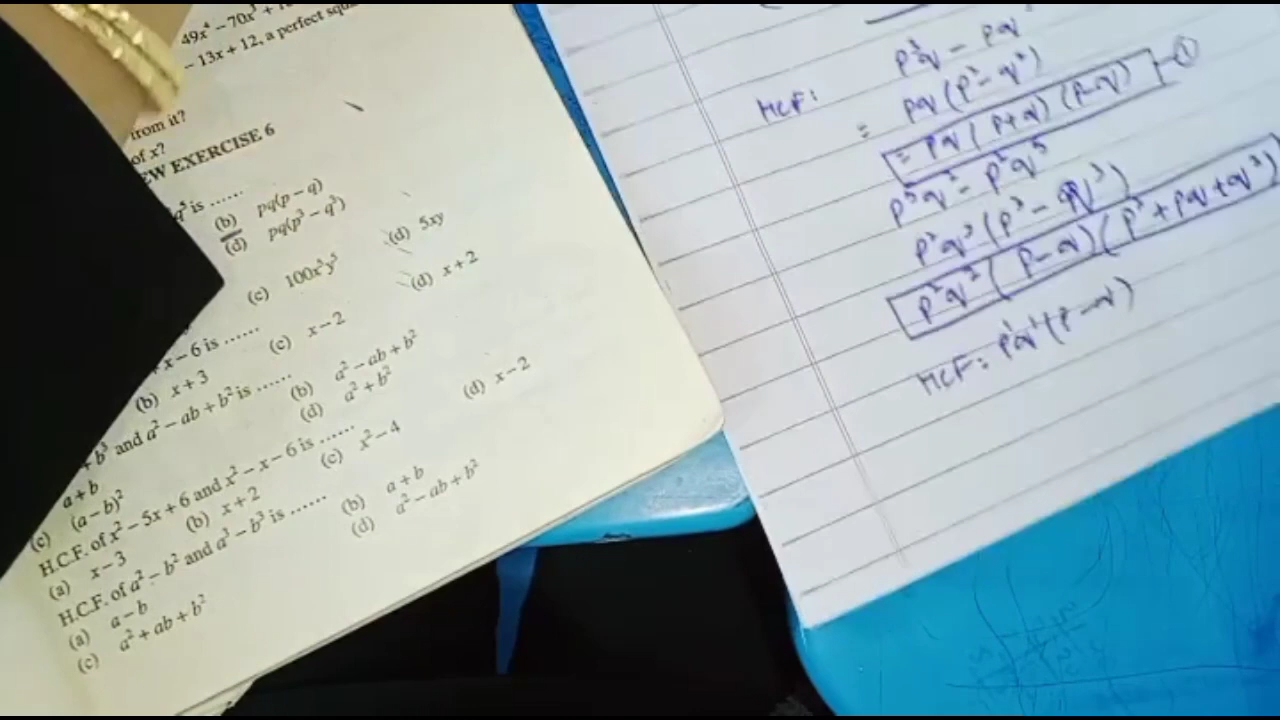 49x⁴ – 70x³ +
– 13x + 12, a perfect
from it?
of x?
EW EXERCISE 6
q⁵ is ......
(b) pq(p – q)
(d) pq(p³ – q³)
(c) 100x³y³ (d) 5xy
x – 6 is ......
(b) x + 3 (c) x – 2 (d) x + 2
+ b³ and a² – ab + b² is ......
a + b (b) a² – ab + b²
(c) (a – b)² (d) a² + b²
H.C.F. of x² – 5x + 6 and x² – x – 6 is ......
(a) x – 3 (b) x + 2 (c) x² – 4 (d) x – 2
H.C.F. of a² – b² and a³ – b³ is ......
(a) a – b (b) a + b
(c) a² + ab + b² (d) a² – ab + b²
HCF:
p³q – pq
= pq (p² – q²)
= pq (p+q) (p–q) – ①
p⁵q² – p²q⁵
p²q² (p³ – q³)
p²q² (p–q) (p²+pq+q²)
HCF: (p–q)